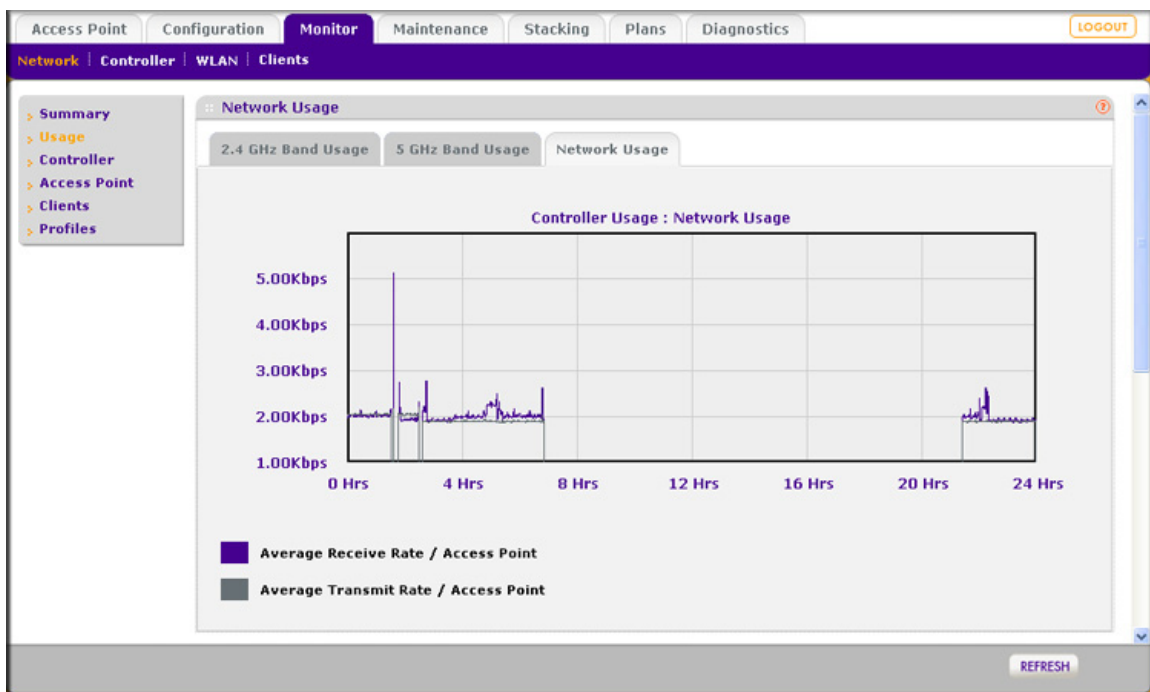 Access Point Configuration Monitor Maintenance Stacking Plans Diagnostics LOGOUT
Network Controller WLAN Clients
Summary
Usage
Controller
Access Point
Clients
Profiles
:: Network Usage ?
2.4 GHz Band Usage 5 GHz Band Usage Network Usage
Controller Usage : Network Usage
5.00Kbps
4.00Kbps
3.00Kbps
2.00Kbps
1.00Kbps
0 Hrs 4 Hrs 8 Hrs 12 Hrs 16 Hrs 20 Hrs 24 Hrs
Average Receive Rate / Access Point
Average Transmit Rate / Access Point
REFRESH